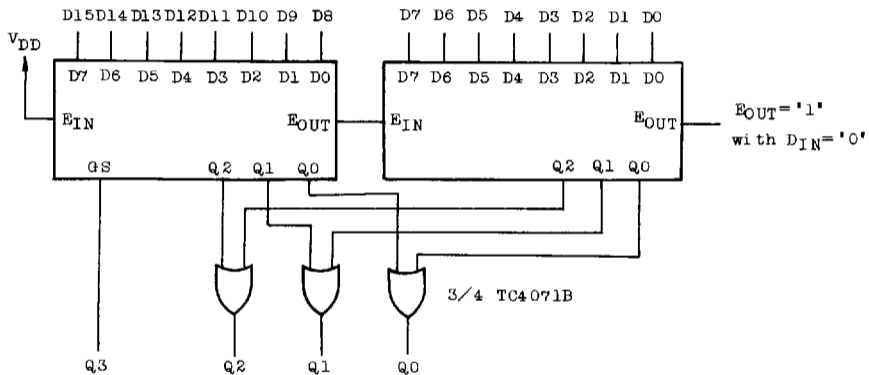 D15 D14 D13 D12 D11 D10 D9 D8
D7 D6 D5 D4 D3 D2 D1 D0
VDD
D7 D6 D5 D4 D3 D2 D1 D0
D7 D6 D5 D4 D3 D2 D1 D0
EIN
EOUT
EIN
EOUT
EOUT="1"
with DIN="0"
GS
Q2 Q1 Q0
Q2 Q1 Q0
3/4 TC4071B
Q3 Q2 Q1 Q0